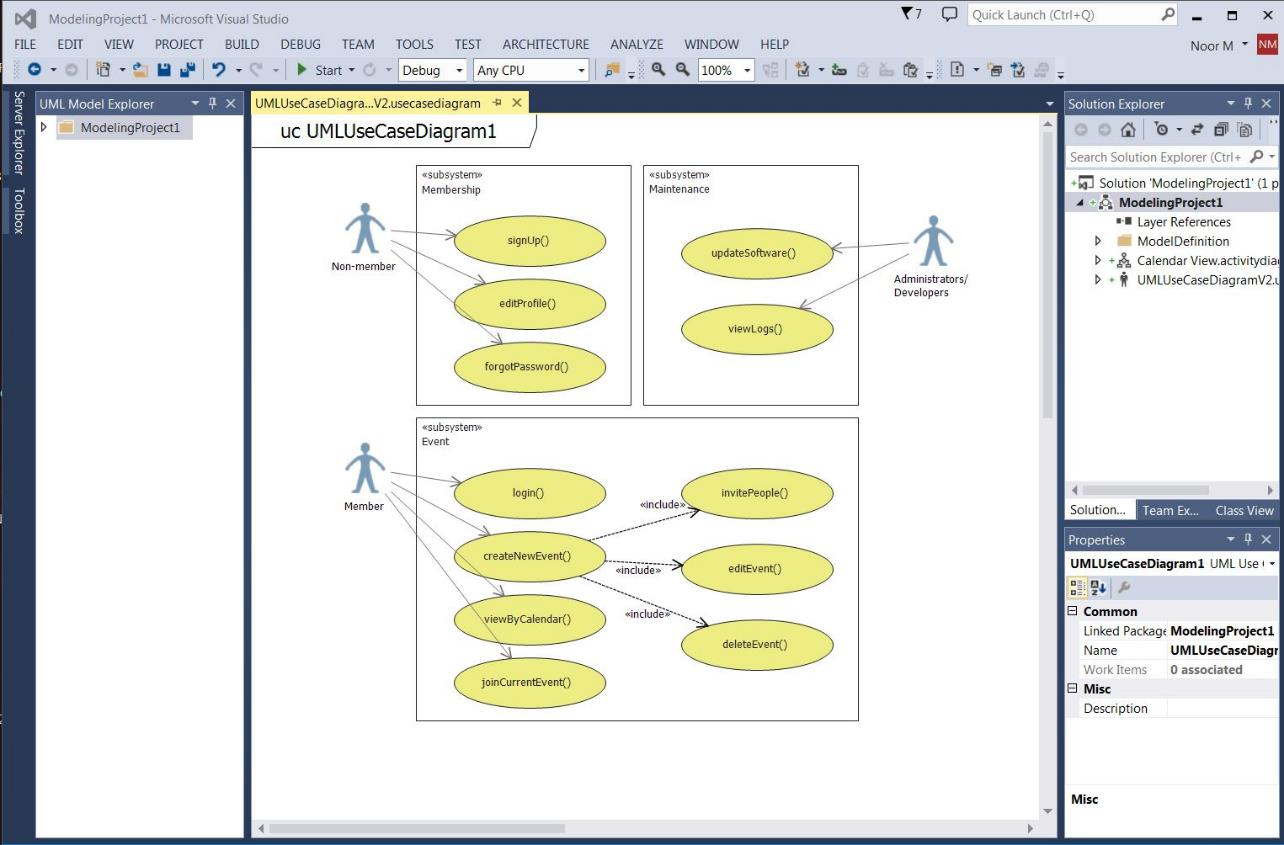 ModelingProject1 - Microsoft Visual Studio
7
Quick Launch (Ctrl+Q)
FILE EDIT VIEW PROJECT BUILD DEBUG TEAM TOOLS TEST ARCHITECTURE ANALYZE WINDOW HELP
Noor M NM
Start Debug Any CPU 100%
Server Explorer
Toolbox
UML Model Explorer
ModelingProject1
UMLUseCaseDiagra...V2.usecasediagram
uc UMLUseCaseDiagram1
«subsystem»
Membership
Non-member
signUp()
editProfile()
forgotPassword()
«subsystem»
Maintenance
updateSoftware()
viewLogs()
Administrators/
Developers
«subsystem»
Event
Member
login()
createNewEvent()
viewByCalendar()
joinCurrentEvent()
«include»
«include»
«include»
invitePeople()
editEvent()
deleteEvent()
Solution Explorer
Search Solution Explorer (Ctrl+
Solution 'ModelingProject1' (1 p
ModelingProject1
Layer References
ModelDefinition
Calendar View.activitydia
UMLUseCaseDiagramV2.u
Solution... Team Ex... Class View
Properties
UMLUseCaseDiagram1 UML Use
Common
Linked Package ModelingProject1
Name UMLUseCaseDiagr
Work Items 0 associated
Misc
Description
Misc